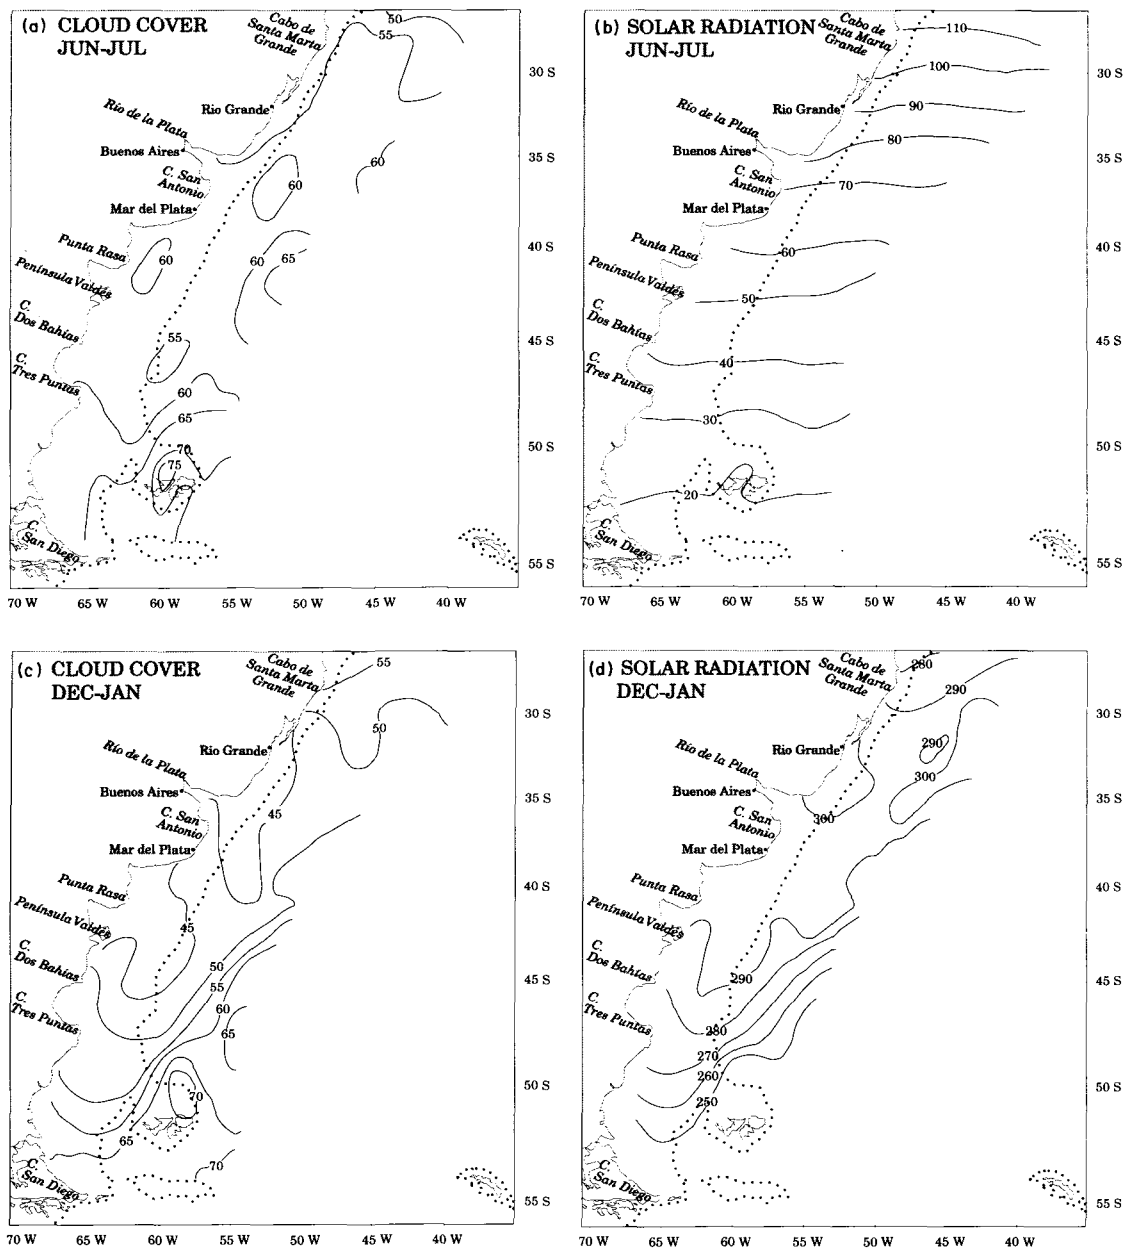 (a) CLOUD COVER
JUN-JUL
Cabo de
Santa Marta
Grande
50
55
30 S
Rio Grande
Río de la Plata
Buenos Aires
35 S
60
C. San
Antonio
60
Mar del Plata
Punta Rasa
40 S
60
60
65
Península Valdés
C.
Dos Bahías
55
45 S
C.
Tres Puntas
60
65
70
50 S
75
C.
San Diego
55 S
70 W
65 W
60 W
55 W
50 W
45 W
40 W
(b) SOLAR RADIATION
JUN-JUL
Cabo de
Santa Marta
Grande
110
100
30 S
Rio Grande
90
Río de la Plata
80
Buenos Aires
35 S
C. San
Antonio
70
Mar del Plata
Punta Rasa
60
40 S
Península Valdés
50
C.
Dos Bahías
45 S
C.
Tres Puntas
40
30
50 S
20
C.
San Diego
55 S
70 W
65 W
60 W
55 W
50 W
45 W
40 W
(c) CLOUD COVER
DEC-JAN
Cabo de
Santa Marta
Grande
55
50
30 S
Rio Grande
Río de la Plata
Buenos Aires
35 S
C. San
Antonio
45
Mar del Plata
Punta Rasa
40 S
Península Valdés
45
C.
Dos Bahías
50
55
45 S
C.
Tres Puntas
60
65
50 S
70
65
70
C.
San Diego
55 S
70 W
65 W
60 W
55 W
50 W
45 W
40 W
(d) SOLAR RADIATION
DEC-JAN
Cabo de
Santa Marta
Grande
280
290
30 S
Rio Grande
290
Río de la Plata
300
Buenos Aires
35 S
300
C. San
Antonio
Mar del Plata
Punta Rasa
40 S
Península Valdés
C.
Dos Bahías
290
45 S
C.
Tres Puntas
280
270
260
50 S
250
C.
San Diego
55 S
70 W
65 W
60 W
55 W
50 W
45 W
40 W